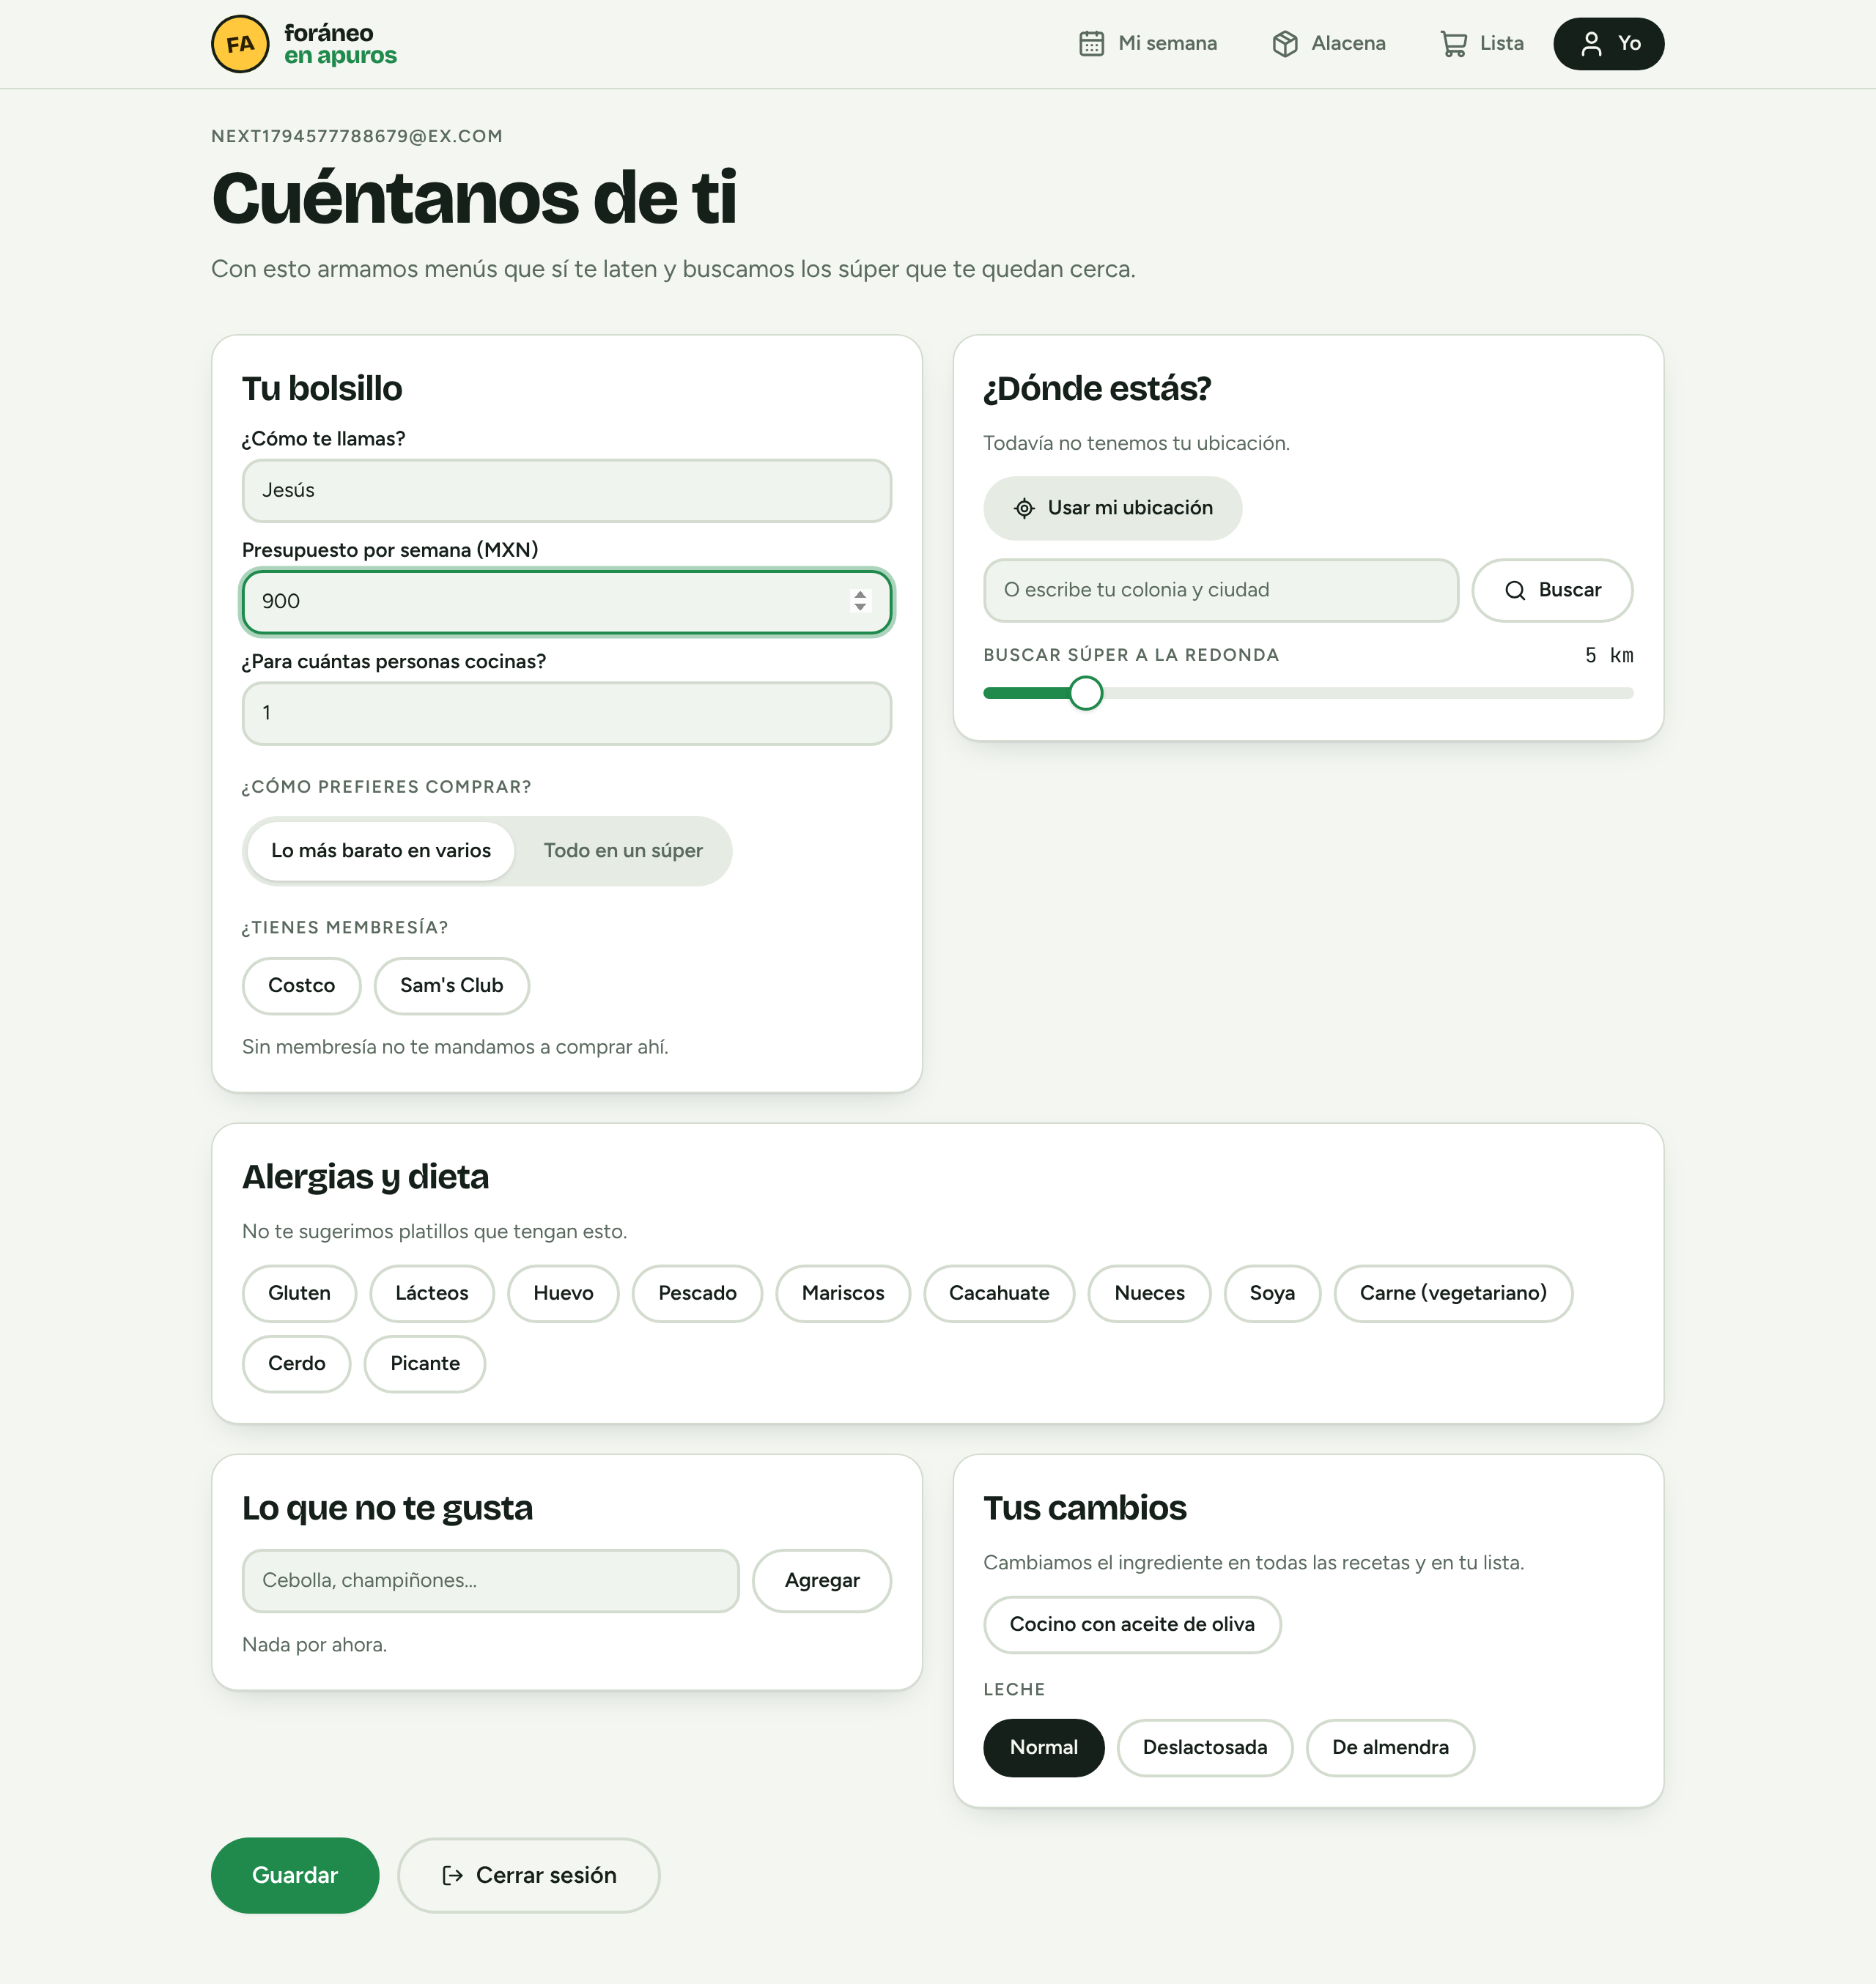 FA
foráneo
en apuros
Mi semana
Alacena
Lista
Yo
NEXT1794577788679@EX.COM
Cuéntanos de ti
Con esto armamos menús que sí te laten y buscamos los súper que te quedan cerca.
Tu bolsillo
¿Cómo te llamas?
Jesús
Presupuesto por semana (MXN)
900
¿Para cuántas personas cocinas?
1
¿CÓMO PREFIERES COMPRAR?
Lo más barato en varios
Todo en un súper
¿TIENES MEMBRESÍA?
Costco
Sam's Club
Sin membresía no te mandamos a comprar ahí.
¿Dónde estás?
Todavía no tenemos tu ubicación.
Usar mi ubicación
O escribe tu colonia y ciudad
Buscar
BUSCAR SÚPER A LA REDONDA
5 km
Alergias y dieta
No te sugerimos platillos que tengan esto.
Gluten
Lácteos
Huevo
Pescado
Mariscos
Cacahuate
Nueces
Soya
Carne (vegetariano)
Cerdo
Picante
Lo que no te gusta
Cebolla, champiñones...
Agregar
Nada por ahora.
Tus cambios
Cambiamos el ingrediente en todas las recetas y en tu lista.
Cocino con aceite de oliva
LECHE
Normal
Deslactosada
De almendra
Guardar
Cerrar sesión